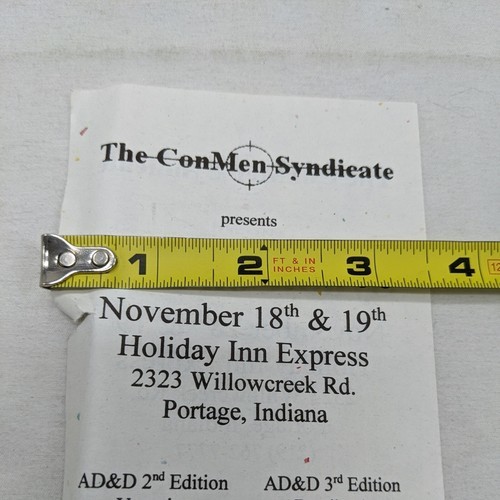 The ConMen Syndicate
presents
1 2 FT & IN INCHES 3 4 12
November 18th & 19th
Holiday Inn Express
2323 Willowcreek Rd.
Portage, Indiana
AD&D 2nd Edition AD&D 3rd Edition